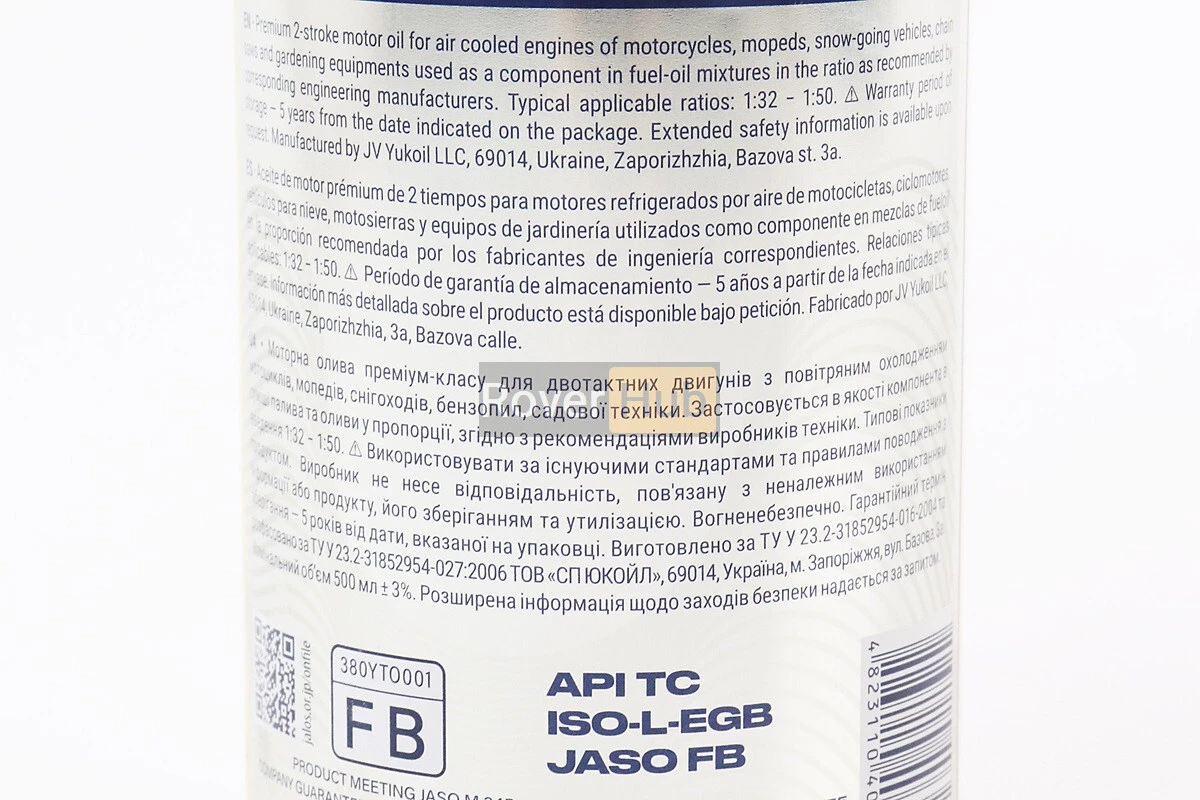 EN - Premium 2-stroke motor oil for air cooled engines of motorcycles, mopeds, snow-going vehicles, chain
saws and gardening equipments used as a component in fuel-oil mixtures in the ratio as recommended by
corresponding engineering manufacturers. Typical applicable ratios: 1:32 - 1:50. ⚠ Warranty period of
storage – 5 years from the date indicated on the package. Extended safety information is available upon
request. Manufactured by JV Yukoil LLC, 69014, Ukraine, Zaporizhzhia, Bazova st. 3a.
ES - Aceite de motor prémium de 2 tiempos para motores refrigerados por aire de motocicletas, ciclomotores,
vehículos para nieve, motosierras y equipos de jardinería utilizados como componente en mezclas de
en la proporción recomendada por los fabricantes de ingeniería correspondientes. Relaciones típicas
aplicables: 1:32 - 1:50. ⚠ Período de garantía de almacenamiento — 5 años a partir de la fecha indicada en el
envase. Información más detallada sobre el producto está disponible bajo petición. Fabricado por JV Yukoil LLC,
69014, Ukraine, Zaporizhzhia, 3a, Bazova calle.
UA - Моторна олива преміум-класу для двотактних двигунів з повітряним охолодженням
мотоциклів, мопедів, снігоходів, бензопил, садової техніки. Застосовується в якості компонента в
суміші палива та оливи у пропорції, згідно з рекомендаціями виробників техніки. Типові показники
розведення 1:32 - 1:50. ⚠ Використовувати за існуючими стандартами та правилами поводження з
продуктом. Виробник не несе відповідальність, пов'язану з неналежним використанням
інформації або продукту, його зберіганням та утилізацією. Вогненебезпечно. Гарантійний термін
зберігання – 5 років від дати, вказаної на упаковці. Виготовлено за ТУ У 23.2-31852954-016-2004 та
розфасовано за ТУ У 23.2-31852954-027:2006 ТОВ «СП ЮКОЙЛ», 69014, Україна, м. Запоріжжя, вул. Базова, 3а.
Номінальний об'єм 500 мл ± 3%. Розширена інформація щодо заходів безпеки надається за запитом.
RoverHub
jalos.or.jp/onfile
380YTO001
FB
PRODUCT MEETING JASO M 345
COMPANY
API TC
ISO-L-EGB
JASO FB
4 823110 40